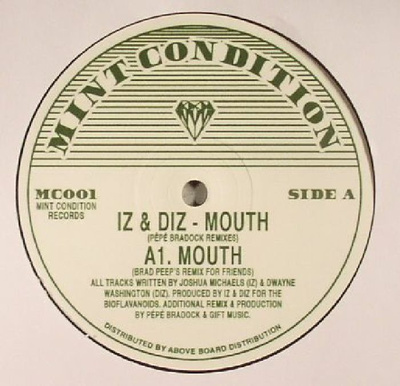 MINT CONDITION
MC001
MINT CONDITION
RECORDS
SIDE A
IZ & DIZ - MOUTH
(PÉPÉ BRADOCK REMIXES)
A1. MOUTH
(BRAD PEEP'S REMIX FOR FRIENDS)
ALL TRACKS WRITTEN BY JOSHUA MICHAELS (IZ) & DWAYNE
WASHINGTON (DIZ). PRODUCED BY IZ & DIZ FOR THE
BIOFLAVANOIDS. ADDITIONAL REMIX & PRODUCTION
BY PÉPÉ BRADOCK & GIFT MUSIC.
DISTRIBUTED BY ABOVE BOARD DISTRIBUTION